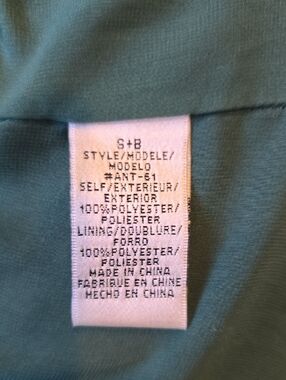 S+B
STYLE/MODELE/
MODELO
#ANT-61
SELF/EXTERIEUR/
EXTERIOR
100%POLYESTER/
POLIESTER
LINING/DOUBLURE/
FORRO
100%POLYESTER/
POLIESTER
MADE IN CHINA
FABRIQUE EN CHINE
HECHO EN CHINA